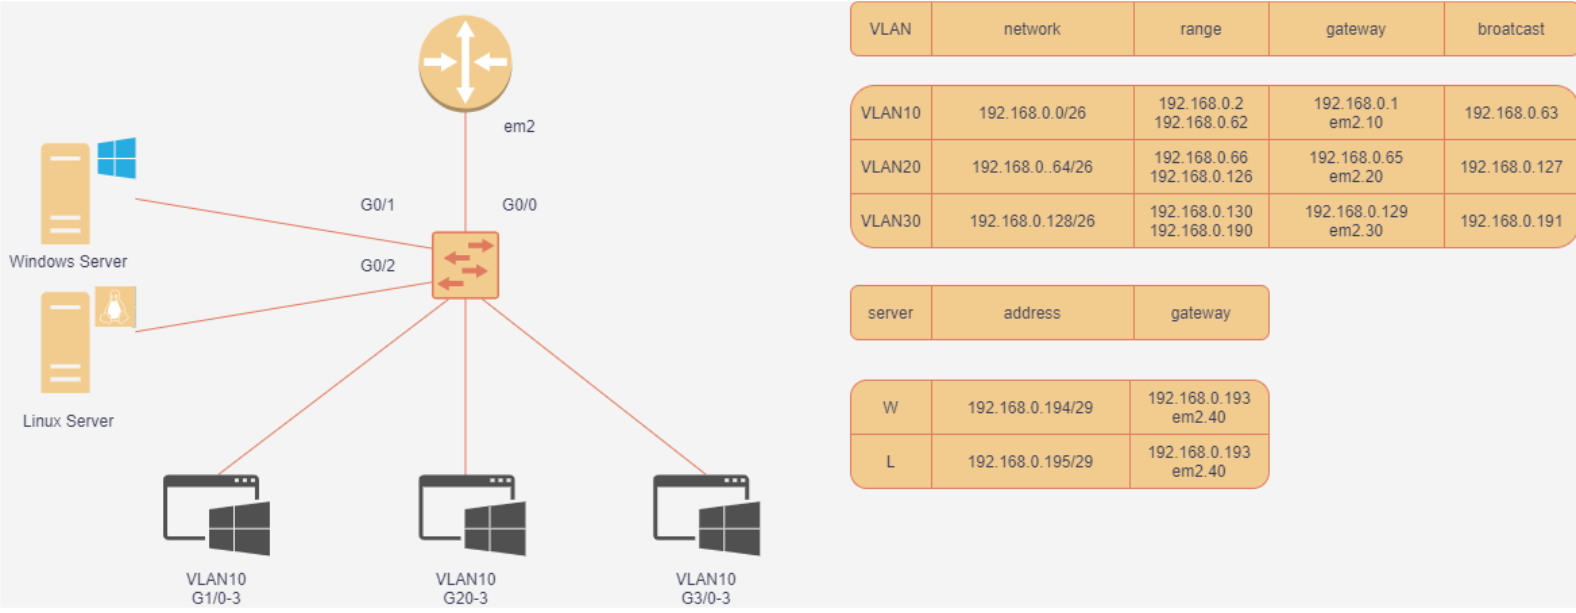 em2
G0/1
G0/0
Windows Server
G0/2
Linux Server
VLAN10
G1/0-3
VLAN10
G20-3
VLAN10
G3/0-3
VLAN network range gateway broatcast
VLAN10 192.168.0.0/26 192.168.0.2 192.168.0.62 192.168.0.1 em2.10 192.168.0.63
VLAN20 192.168.0..64/26 192.168.0.66 192.168.0.126 192.168.0.65 em2.20 192.168.0.127
VLAN30 192.168.0.128/26 192.168.0.130 192.168.0.190 192.168.0.129 em2.30 192.168.0.191
server address gateway
W 192.168.0.194/29 192.168.0.193 em2.40
L 192.168.0.195/29 192.168.0.193 em2.40